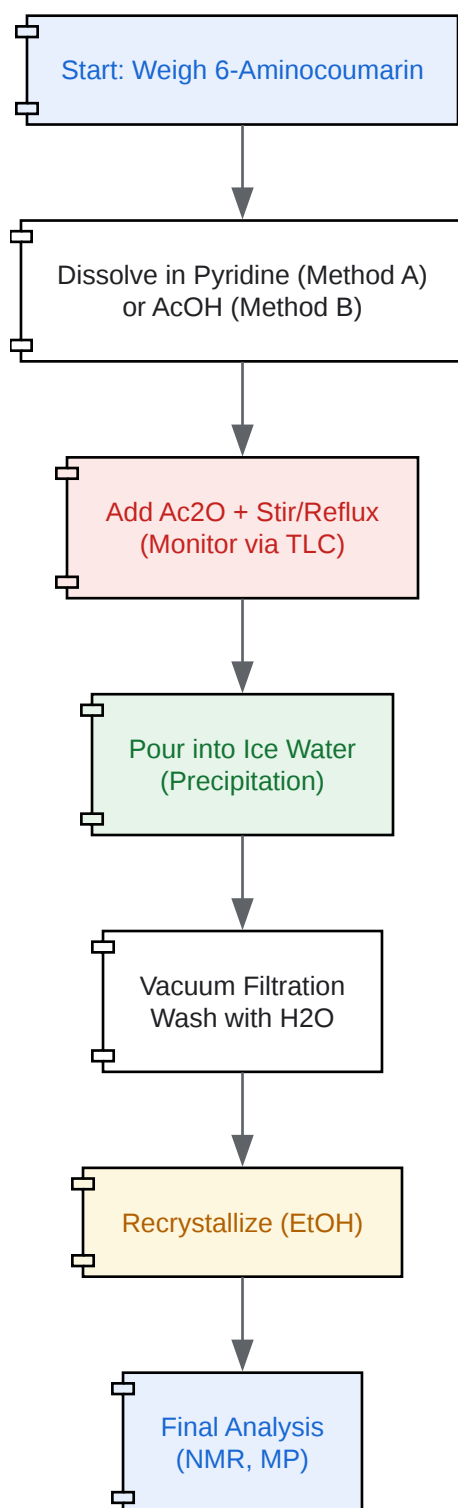 Start: Weigh 6-Aminocoumarin
Dissolve in Pyridine (Method A)
or AcOH (Method B)
Add Ac2O + Stir/Reflux
(Monitor via TLC)
Pour into Ice Water
(Precipitation)
Vacuum Filtration
Wash with H2O
Recrystallize (EtOH)
Final Analysis
(NMR, MP)